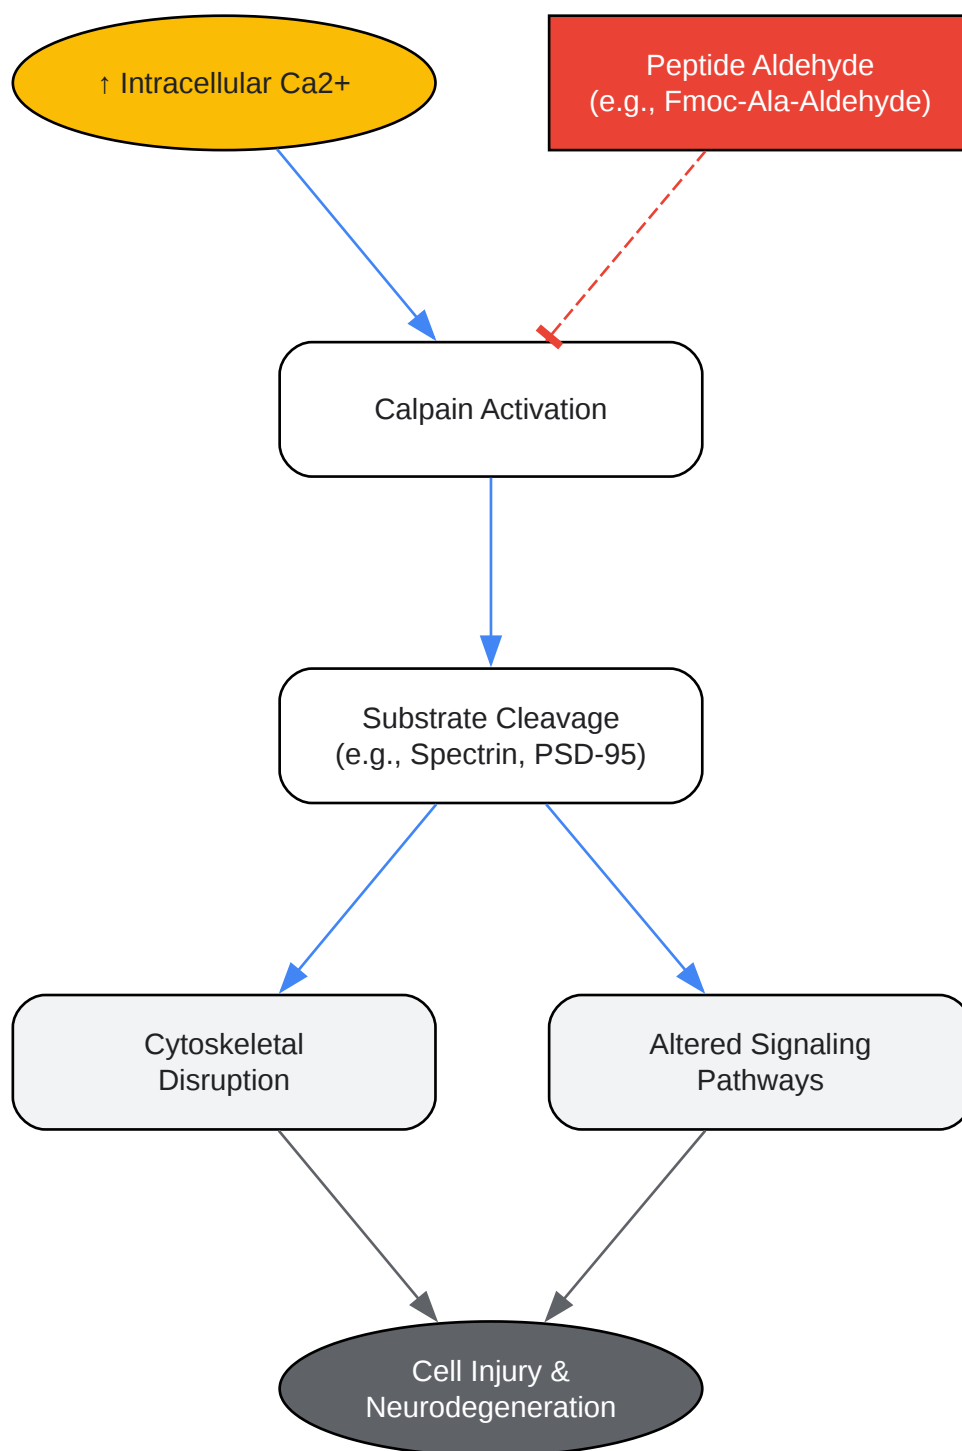 ↑ Intracellular Ca2+
Peptide Aldehyde
(e.g., Fmoc-Ala-Aldehyde)
Calpain Activation
Substrate Cleavage
(e.g., Spectrin, PSD-95)
Cytoskeletal
Disruption
Altered Signaling
Pathways
Cell Injury &
Neurodegeneration